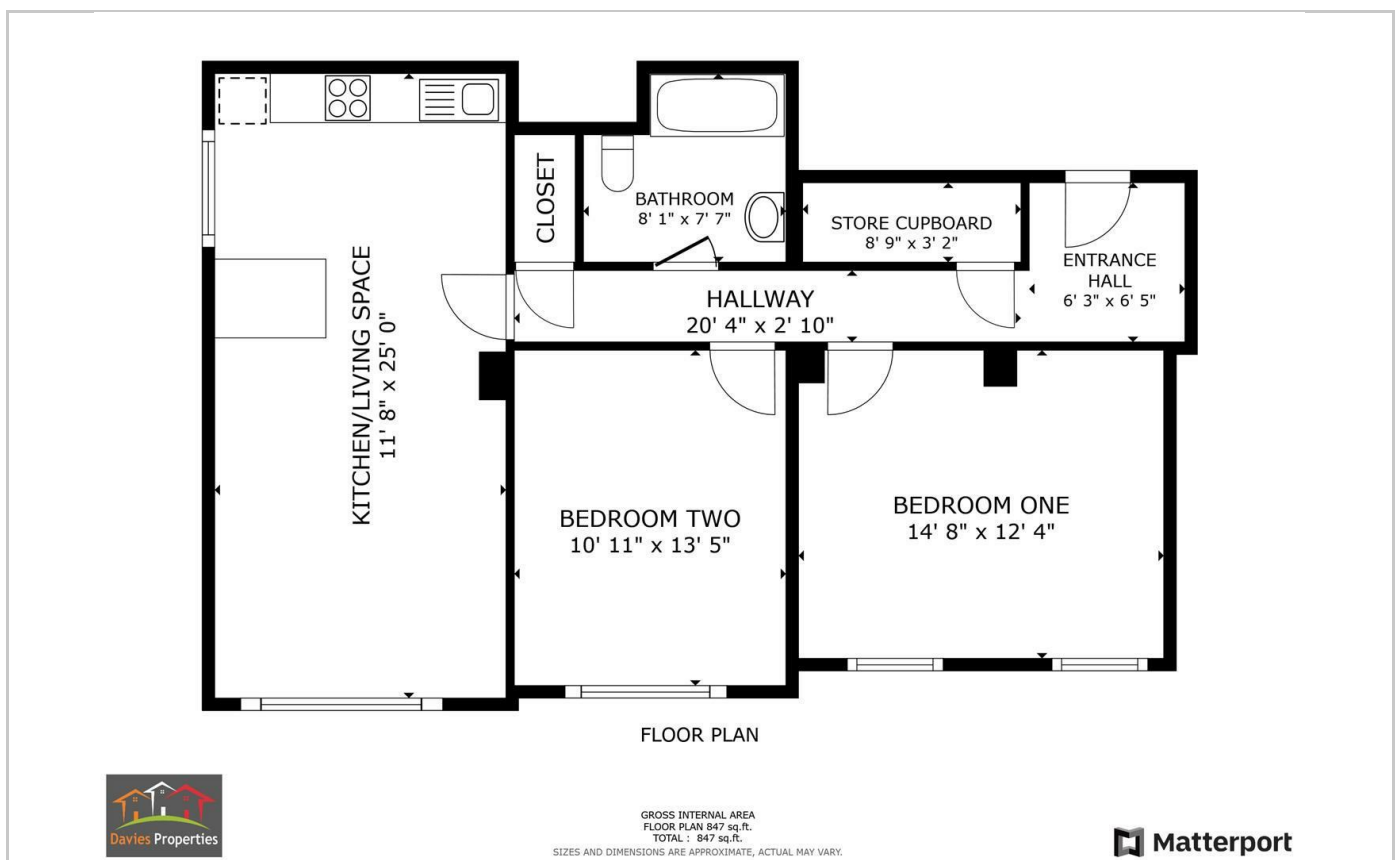 KITCHEN/LIVING SPACE
11' 8" x 25' 0"
CLOSET
BATHROOM
8' 1" x 7' 7"
STORE CUPBOARD
8' 9" x 3' 2"
ENTRANCE
HALL
6' 3" x 6' 5"
HALLWAY
20' 4" x 2' 10"
BEDROOM TWO
10' 11" x 13' 5"
BEDROOM ONE
14' 8" x 12' 4"
FLOOR PLAN
Davies Properties
GROSS INTERNAL AREA
FLOOR PLAN 847 sq.ft.
TOTAL : 847 sq.ft.
SIZES AND DIMENSIONS ARE APPROXIMATE, ACTUAL MAY VARY.
Matterport